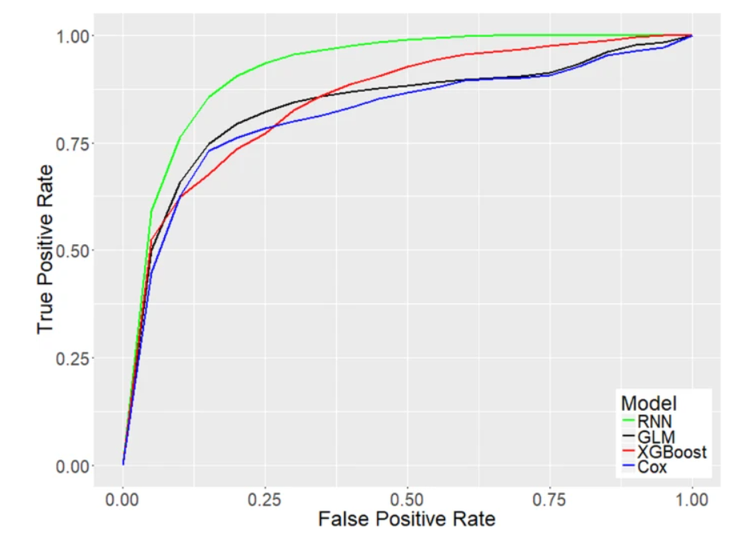 1.00
0.75
0.50
0.25
0.00
True Positive Rate
Model
RNN
GLM
XGBoost
Cox
0.00 0.25 0.50 0.75 1.00
False Positive Rate